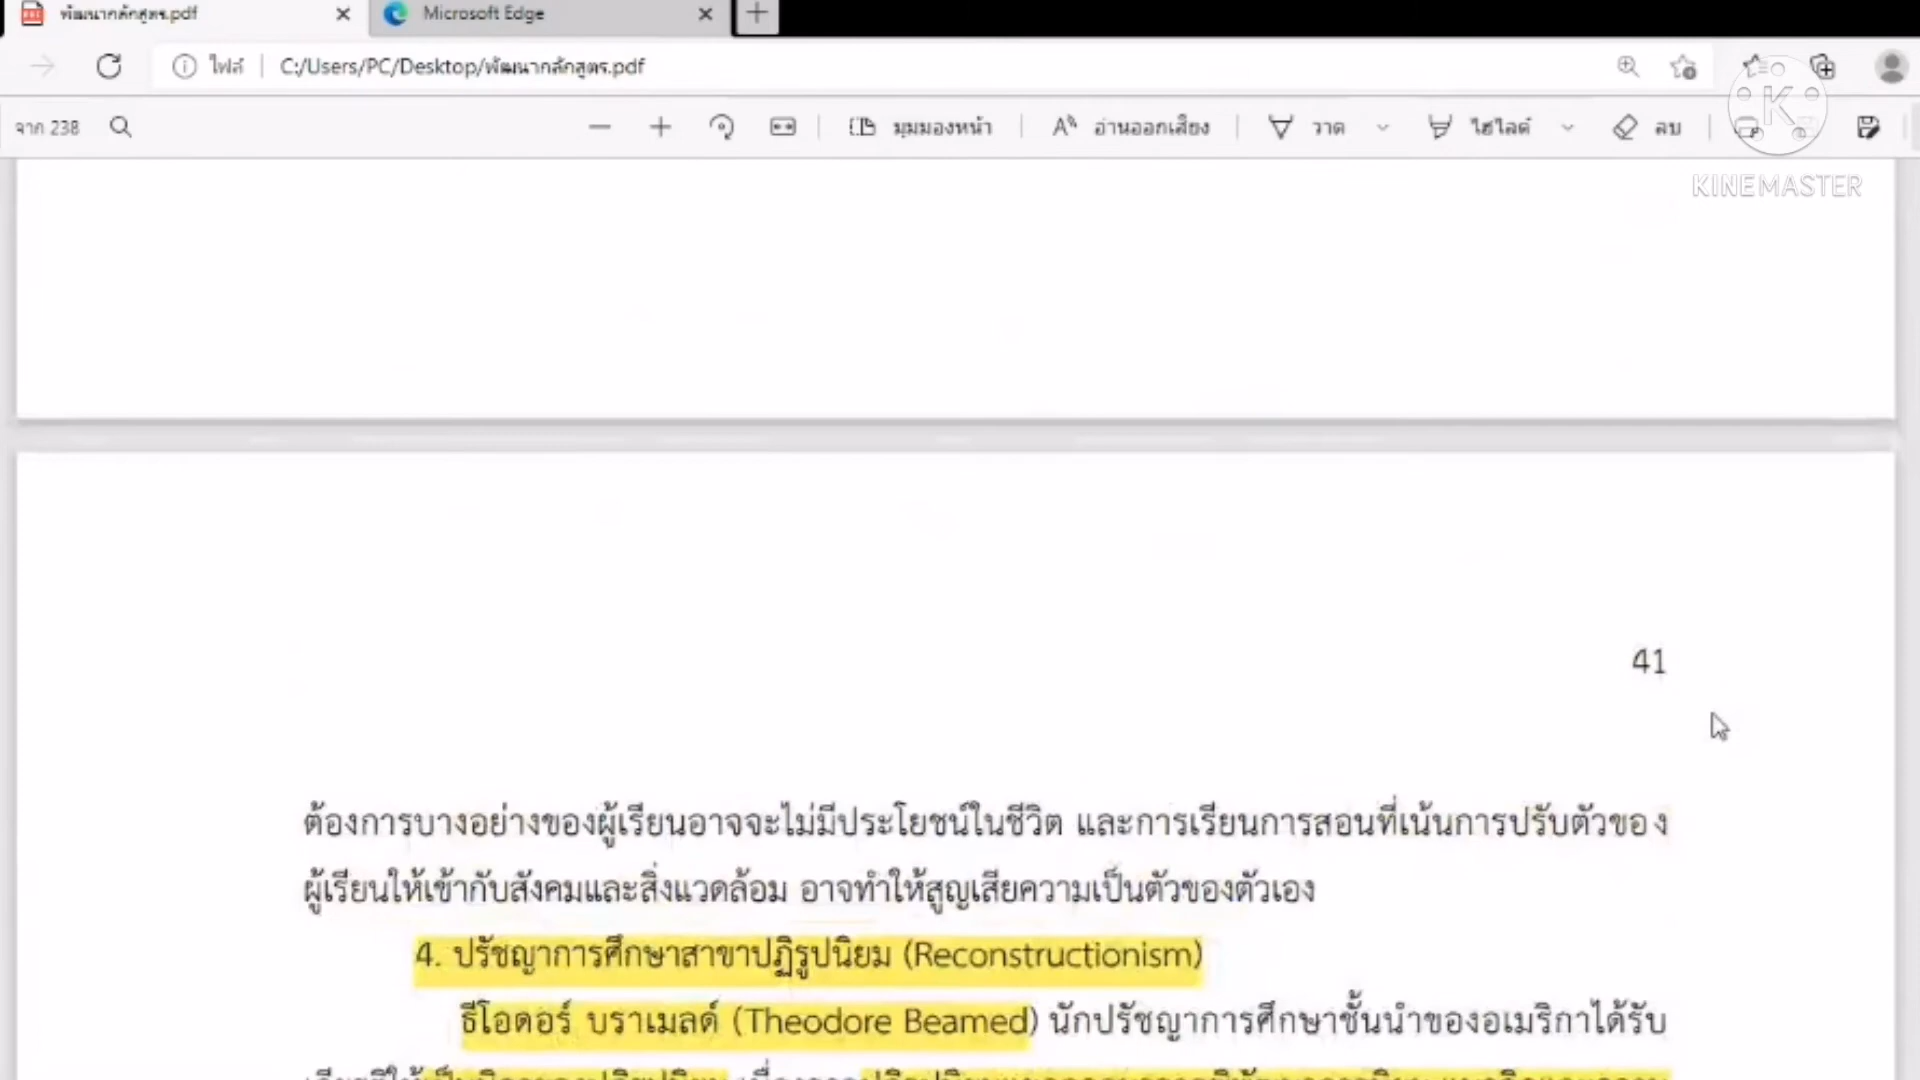 พัฒนาหลักสูตร.pdf
Microsoft Edge
ไฟล์ C:/Users/PC/Desktop/พัฒนาหลักสูตร.pdf
จาก 238 มุมมองหน้า อ่านออกเสียง วาด ไฮไลต์ ลบ
KINEMASTER
41
ต้องการบางอย่างของผู้เรียนอาจจะไม่มีประโยชน์ในชีวิต และการเรียนการสอนที่เน้นการปรับตัวของ
ผู้เรียนให้เข้ากับสังคมและสิ่งแวดล้อม อาจทำให้สูญเสียความเป็นตัวของตัวเอง
4. ปรัชญาการศึกษาสาขาปฏิรูปนิยม (Reconstructionism)
ธีโอดอร์ บราเมลด์ (Theodore Beamed) นักปรัชญาการศึกษาชั้นนำของอเมริกาได้รับ